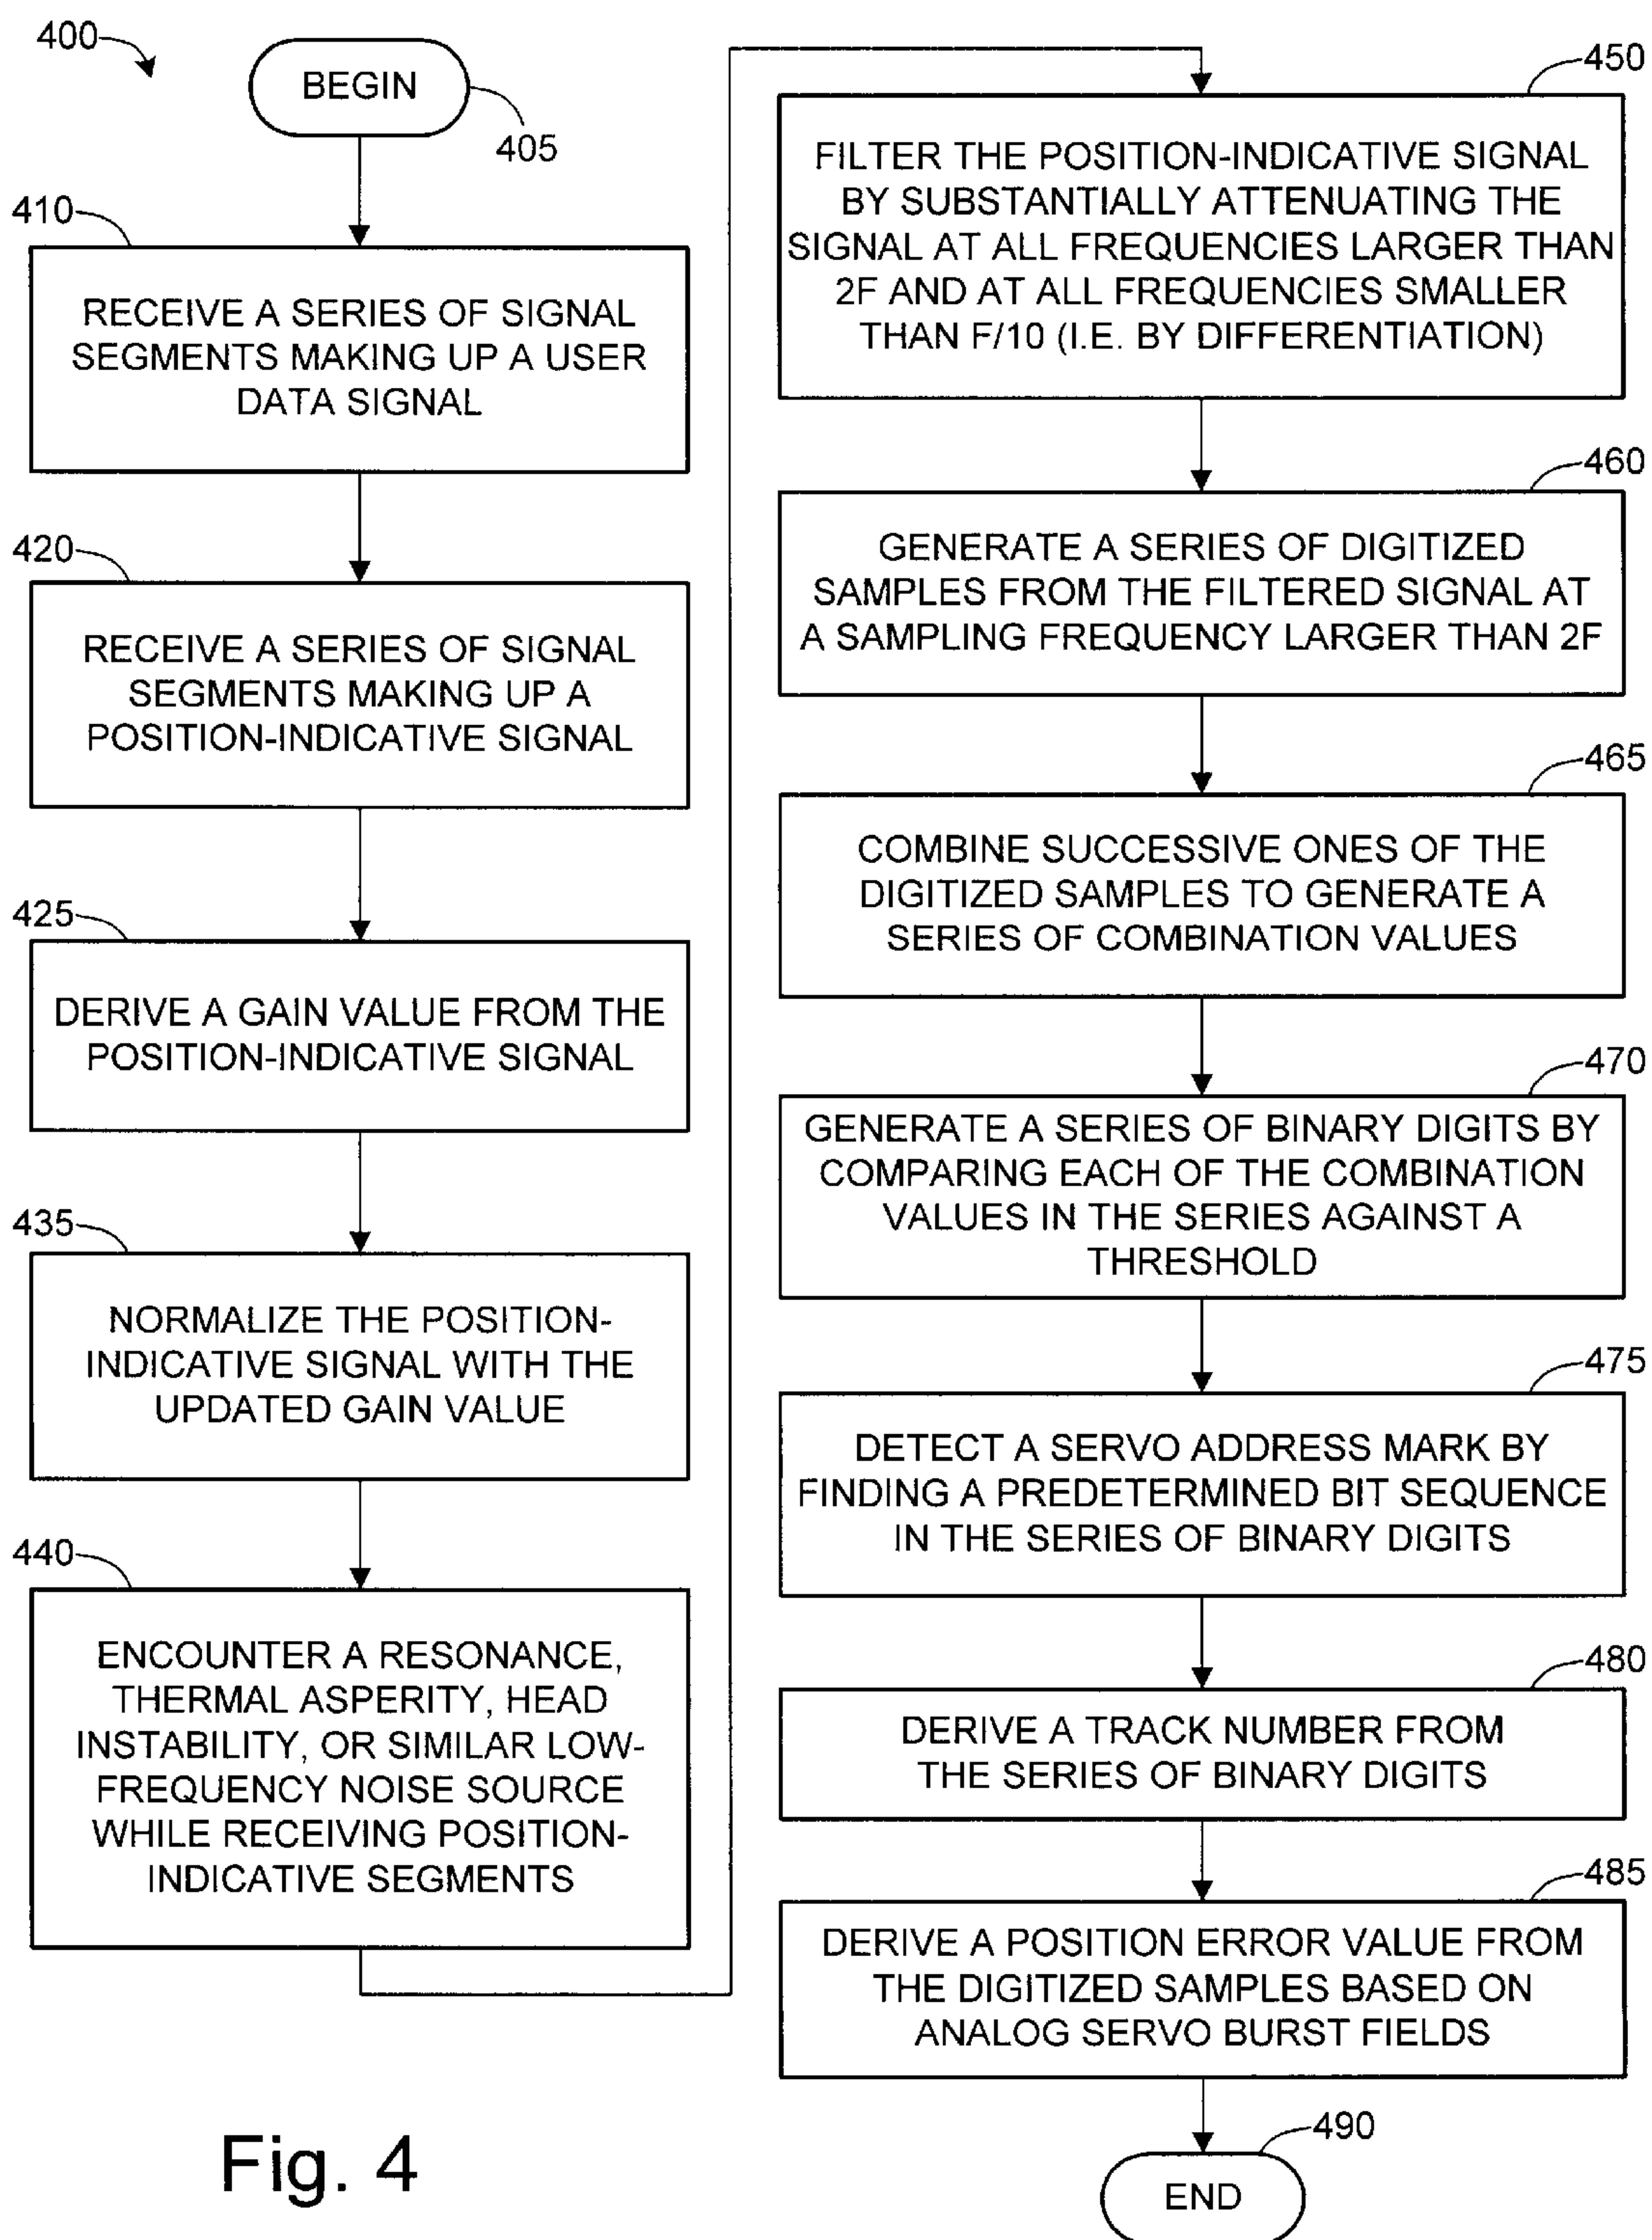 400
BEGIN
405
410
RECEIVE A SERIES OF SIGNAL
SEGMENTS MAKING UP A USER
DATA SIGNAL
420
RECEIVE A SERIES OF SIGNAL
SEGMENTS MAKING UP A
POSITION-INDICATIVE SIGNAL
425
DERIVE A GAIN VALUE FROM THE
POSITION-INDICATIVE SIGNAL
435
NORMALIZE THE POSITION-
INDICATIVE SIGNAL WITH THE
UPDATED GAIN VALUE
440
ENCOUNTER A RESONANCE,
THERMAL ASPERITY, HEAD
INSTABILITY, OR SIMILAR LOW-
FREQUENCY NOISE SOURCE
WHILE RECEIVING POSITION-
INDICATIVE SEGMENTS
450
FILTER THE POSITION-INDICATIVE SIGNAL
BY SUBSTANTIALLY ATTENUATING THE
SIGNAL AT ALL FREQUENCIES LARGER THAN
2F AND AT ALL FREQUENCIES SMALLER
THAN F/10 (I.E. BY DIFFERENTIATION)
460
GENERATE A SERIES OF DIGITIZED
SAMPLES FROM THE FILTERED SIGNAL AT
A SAMPLING FREQUENCY LARGER THAN 2F
465
COMBINE SUCCESSIVE ONES OF THE
DIGITIZED SAMPLES TO GENERATE A
SERIES OF COMBINATION VALUES
470
GENERATE A SERIES OF BINARY DIGITS BY
COMPARING EACH OF THE COMBINATION
VALUES IN THE SERIES AGAINST A
THRESHOLD
475
DETECT A SERVO ADDRESS MARK BY
FINDING A PREDETERMINED BIT SEQUENCE
IN THE SERIES OF BINARY DIGITS
480
DERIVE A TRACK NUMBER FROM
THE SERIES OF BINARY DIGITS
485
DERIVE A POSITION ERROR VALUE FROM
THE DIGITIZED SAMPLES BASED ON
ANALOG SERVO BURST FIELDS
490
END
Fig. 4